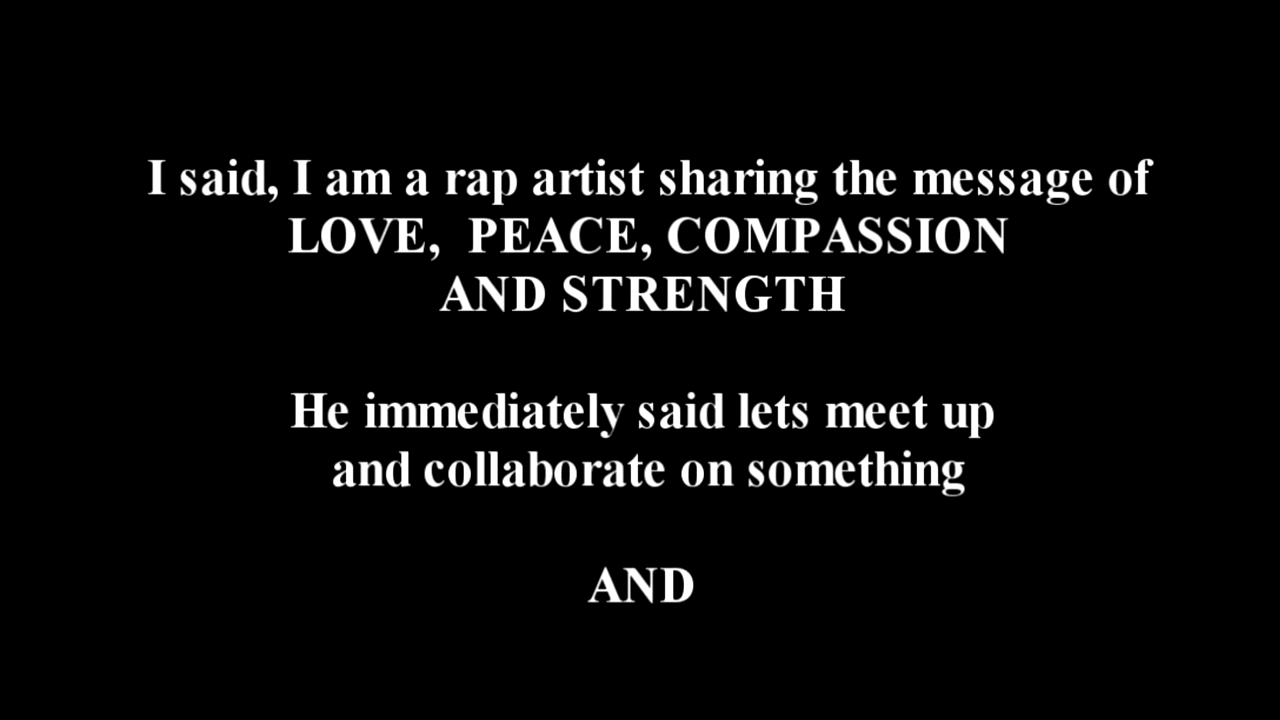 I said, I am a rap artist sharing the message of
LOVE,  PEACE, COMPASSION
AND STRENGTH
He immediately said lets meet up
and collaborate on something
AND